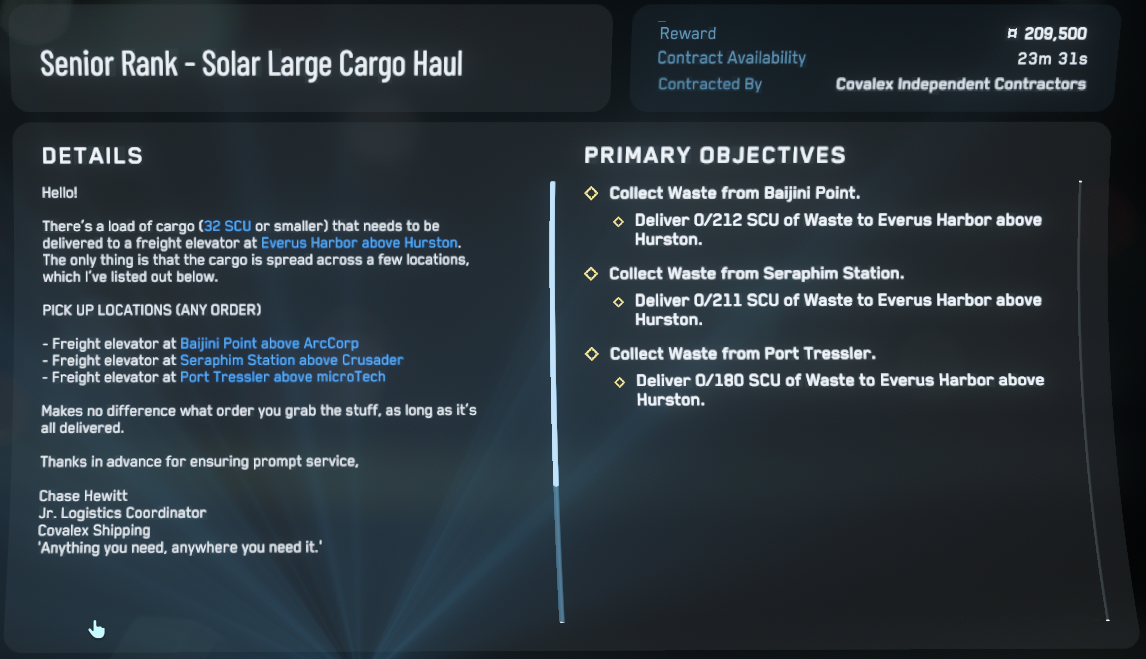 Senior Rank - Solar Large Cargo Haul
Reward ¤ 209,500
Contract Availability 23m 31s
Contracted By Covalex Independent Contractors
DETAILS
Hello!
There's a load of cargo (32 SCU or smaller) that needs to be
delivered to a freight elevator at Everus Harbor above Hurston.
The only thing is that the cargo is spread across a few locations,
which I've listed out below.
PICK UP LOCATIONS (ANY ORDER)
- Freight elevator at Baijini Point above ArcCorp
- Freight elevator at Seraphim Station above Crusader
- Freight elevator at Port Tressler above microTech
Makes no difference what order you grab the stuff, as long as it's
all delivered.
Thanks in advance for ensuring prompt service,
Chase Hewitt
Jr. Logistics Coordinator
Covalex Shipping
'Anything you need, anywhere you need it.'
PRIMARY OBJECTIVES
Collect Waste from Baijini Point.
Deliver 0/212 SCU of Waste to Everus Harbor above
Hurston.
Collect Waste from Seraphim Station.
Deliver 0/211 SCU of Waste to Everus Harbor above
Hurston.
Collect Waste from Port Tressler.
Deliver 0/180 SCU of Waste to Everus Harbor above
Hurston.